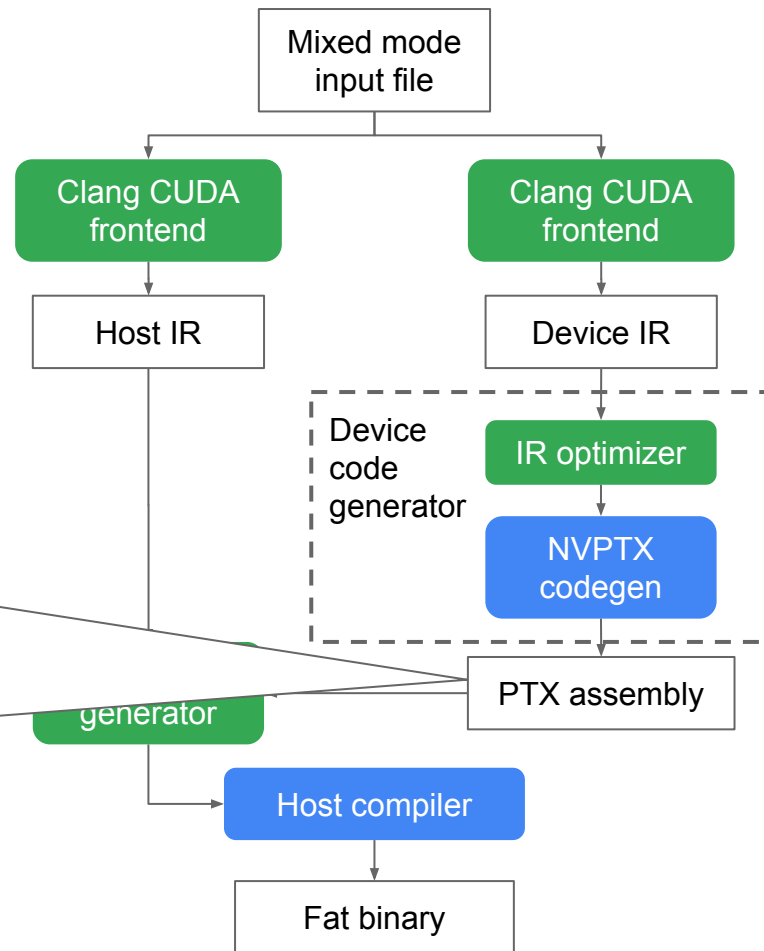 Mixed mode
input file
Clang CUDA
frontend
Clang CUDA
frontend
Host IR
Device IR
Device
code
generator
IR optimizer
NVPTX
codegen
PTX assembly
generator
Host compiler
Fat binary